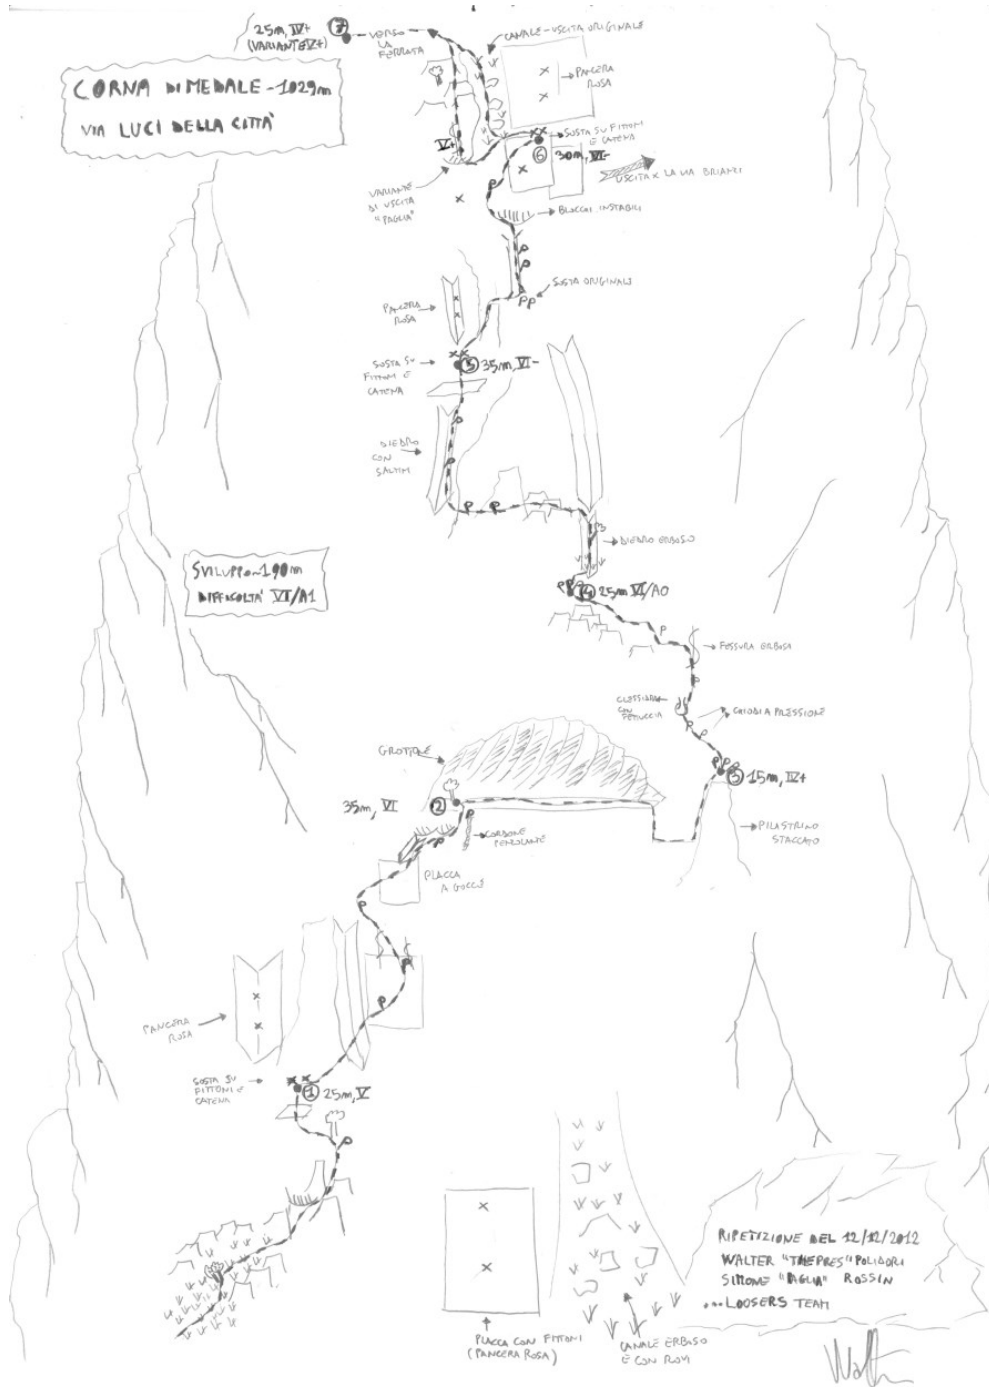 25m, IV+
(VARIANTE V+)
7
VERSO
LA
FERRATA
CANALE-USCITA ORIGINALE
PANCERA
ROSA
CORNA DI MEDALE - 1029m
VIA LUCI DELLA CITTA'
V+
SOSTA SU FITTONI
E CATENA
6 30m, VI-
USCITA X LA VIA BRIANZI
VARIANTE
DI USCITA
"PAGLIA"
BLOCCHI INSTABILI
SOSTA ORIGINALE
PANCERA
ROSA
SOSTA SU
FITTONI E
CATENA
5 35m, VI-
DIEDRO
CON
SALTINI
DIEDRO ERBOSO
SVILUPPO~190m
DIFFICOLTA' VI/A1
4 25m VI/A0
FESSURA ERBOSA
CLESSIDRA
CON
FETTUCCIA
CHIODI A PRESSIONE
GROTTONE
3 15m, IV+
35m, VI 2
CORDONE
PENZOLANTE
PILASTRINO
STACCATO
PLACCA
A GOCCE
PANCERA
ROSA
SOSTA SU
FITTONI E
CATENA
1 25m, V
RIPETIZIONE DEL 12/12/2012
WALTER "THEPRES" POLIDORI
SIMONE "PAGLIA" ROSSIN
...LOOSERS TEAM
PLACCA CON FITTONI
(PANCERA ROSA)
CANALE ERBOSO
E CON ROVI